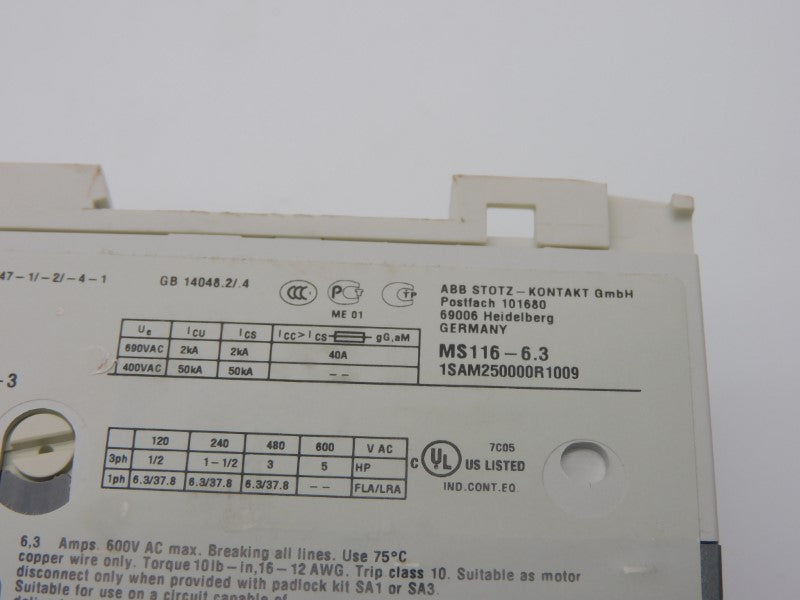 47-1/-2/-4-1
GB 14048.2/.4
CCC
PCT
CTP
ME 01
ABB STOTZ-KONTAKT GmbH
Postfach 101680
69006 Heidelberg
GERMANY
MS116-6.3
1SAM250000R1009
-3
Ue ICU ICS ICC>ICS gG,aM
690VAC 2kA 2kA 40A
400VAC 50kA 50kA --
120 240 480 600 V AC
3ph 1/2 1-1/2 3 5 HP
1ph 6.3/37.8 6.3/37.8 6.3/37.8 -- FLA/LRA
7C05
C UL US LISTED
IND.CONT.EQ.
6,3 Amps. 600V AC max. Breaking all lines. Use 75°C
copper wire only. Torque 10lb-in,16-12 AWG. Trip class 10. Suitable as motor
disconnect only when provided with padlock kit SA1 or SA3.
Suitable for use on a circuit capable of